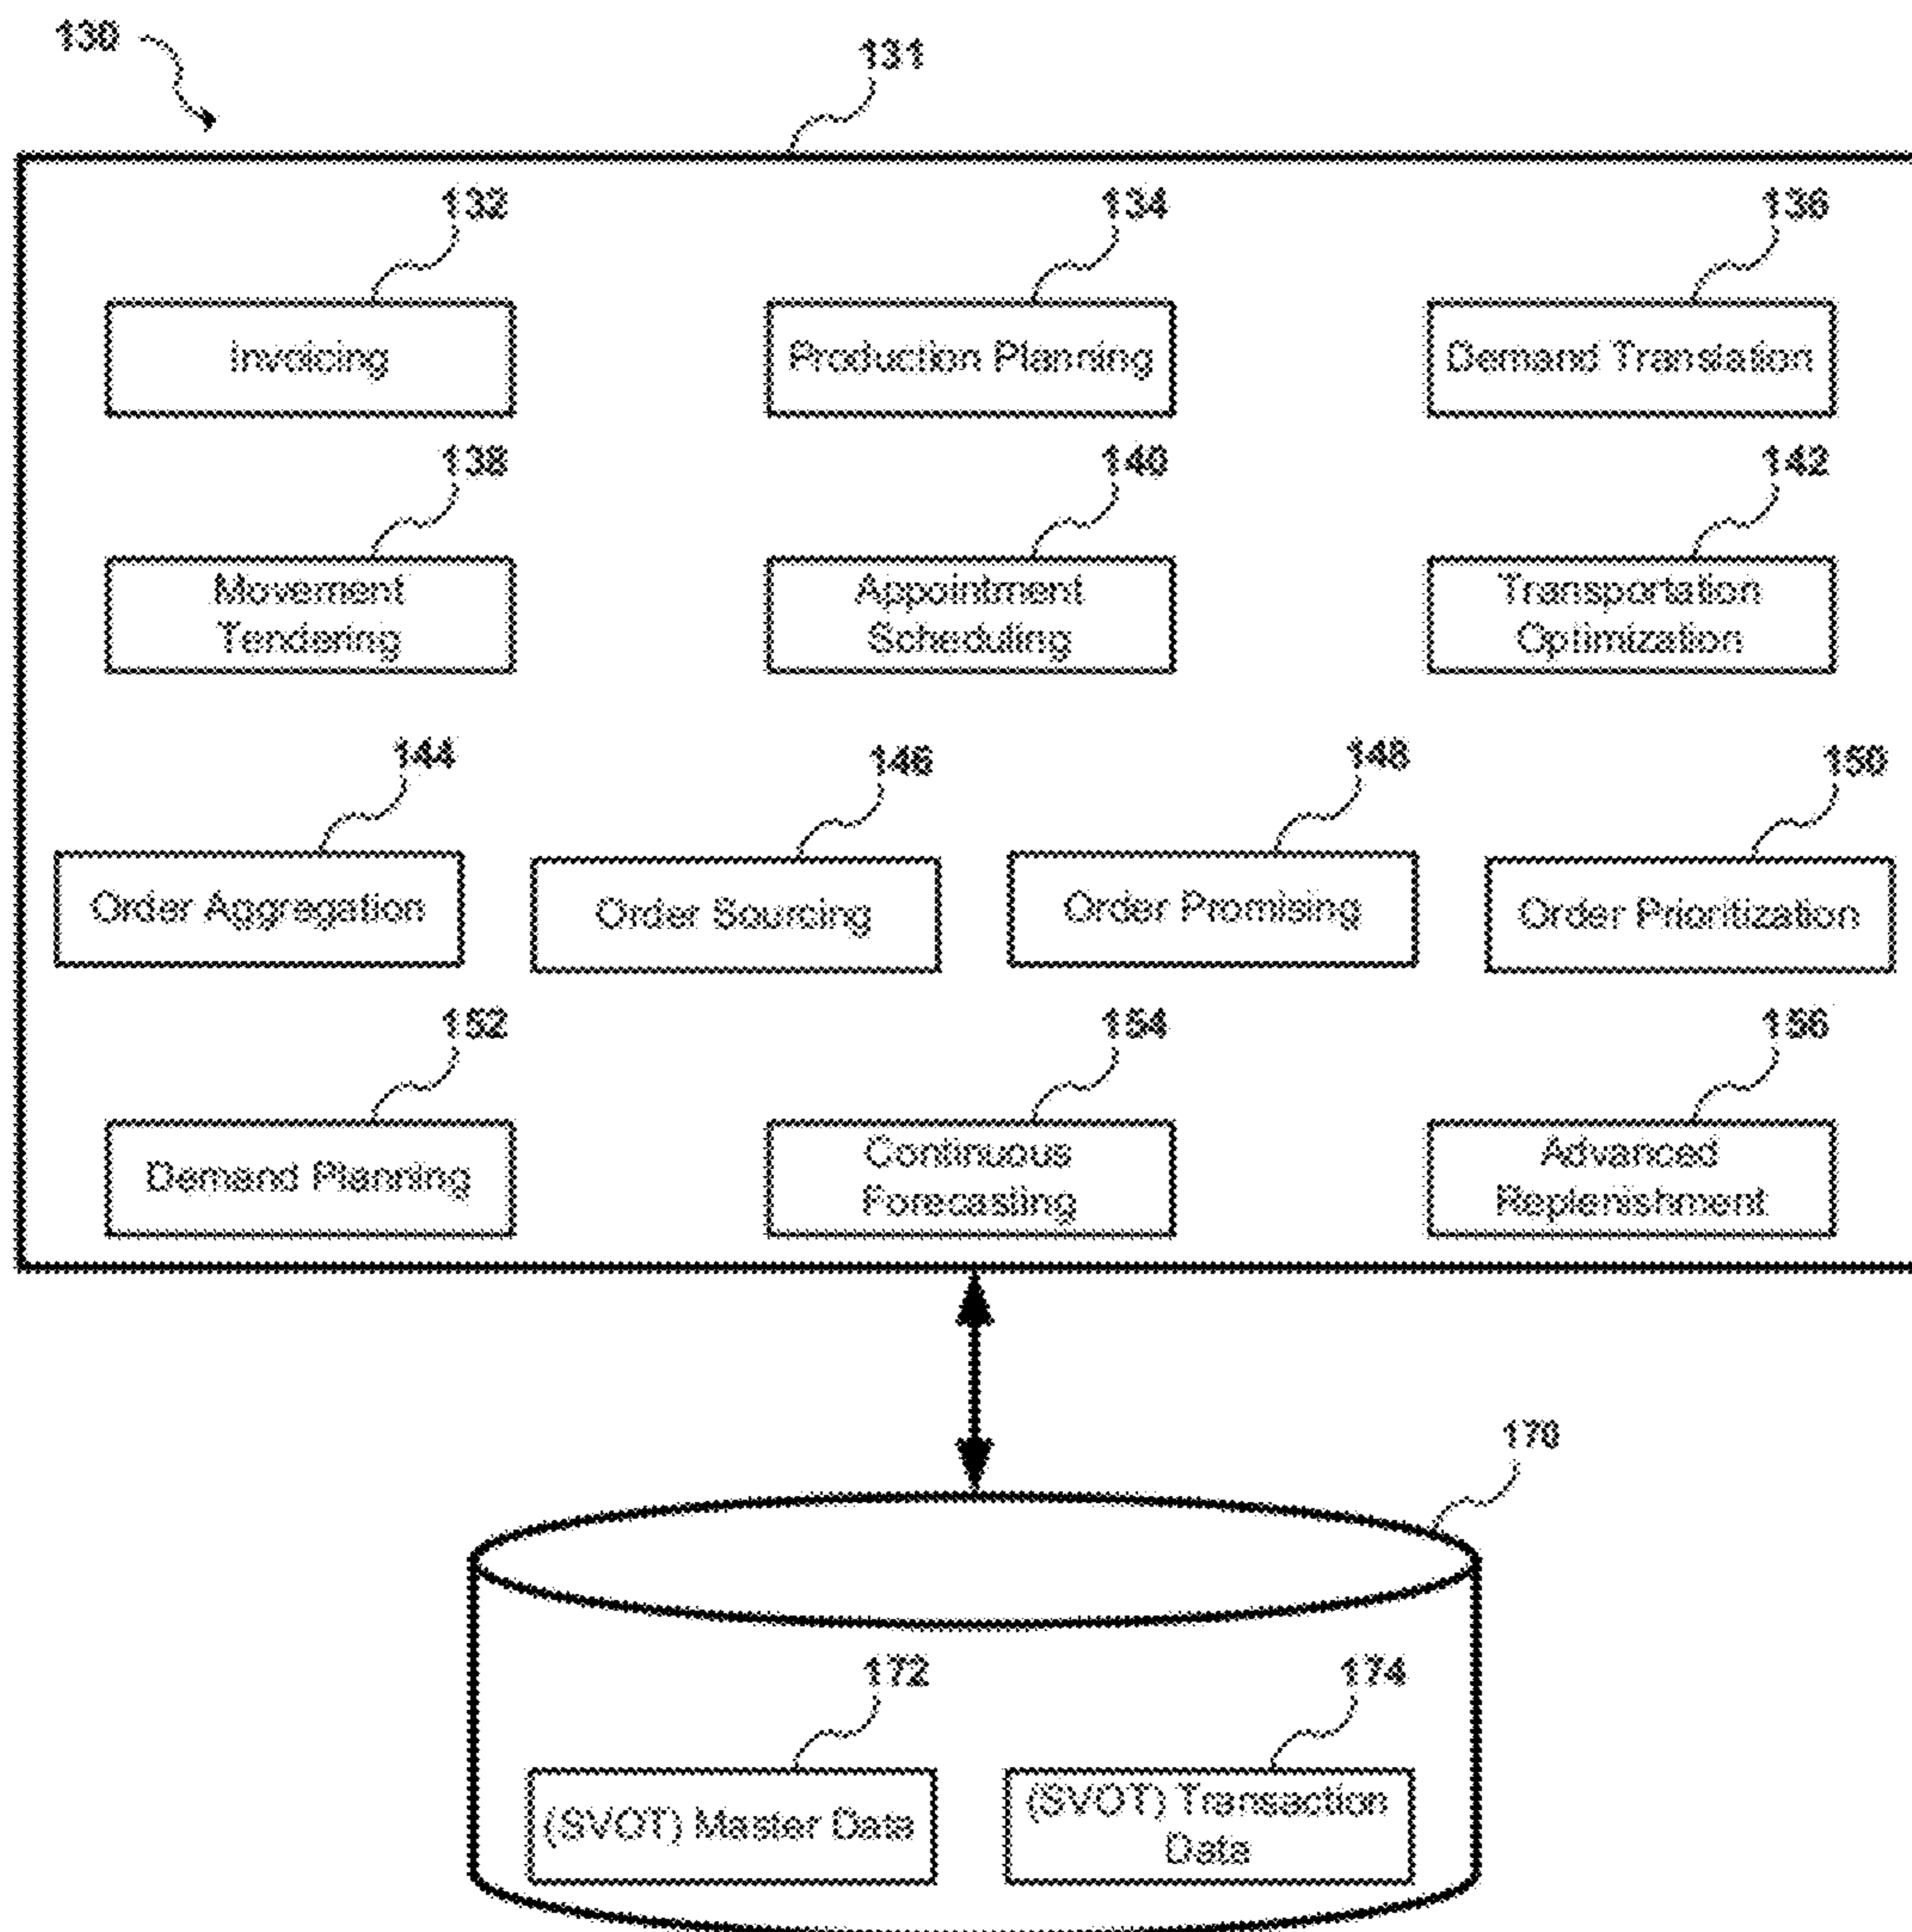 130
131
132
134
136
Invoicing
Production Planning
Demand Translation
138
140
142
Movement
Tendering
Appointment
Scheduling
Transportation
Optimization
144
146
148
150
Order Aggregation
Order Sourcing
Order Promising
Order Prioritization
152
154
156
Demand Planning
Continuous
Forecasting
Advanced
Replenishment
170
172
174
(SVOT) Master Data
(SVOT) Transaction
Data